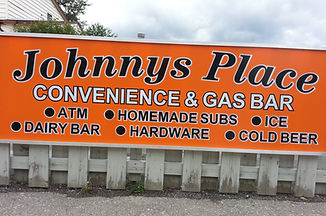 Johnnys Place
CONVENIENCE & GAS BAR
● ATM ● HOMEMADE SUBS ● ICE
● DAIRY BAR ● HARDWARE ● COLD BEER